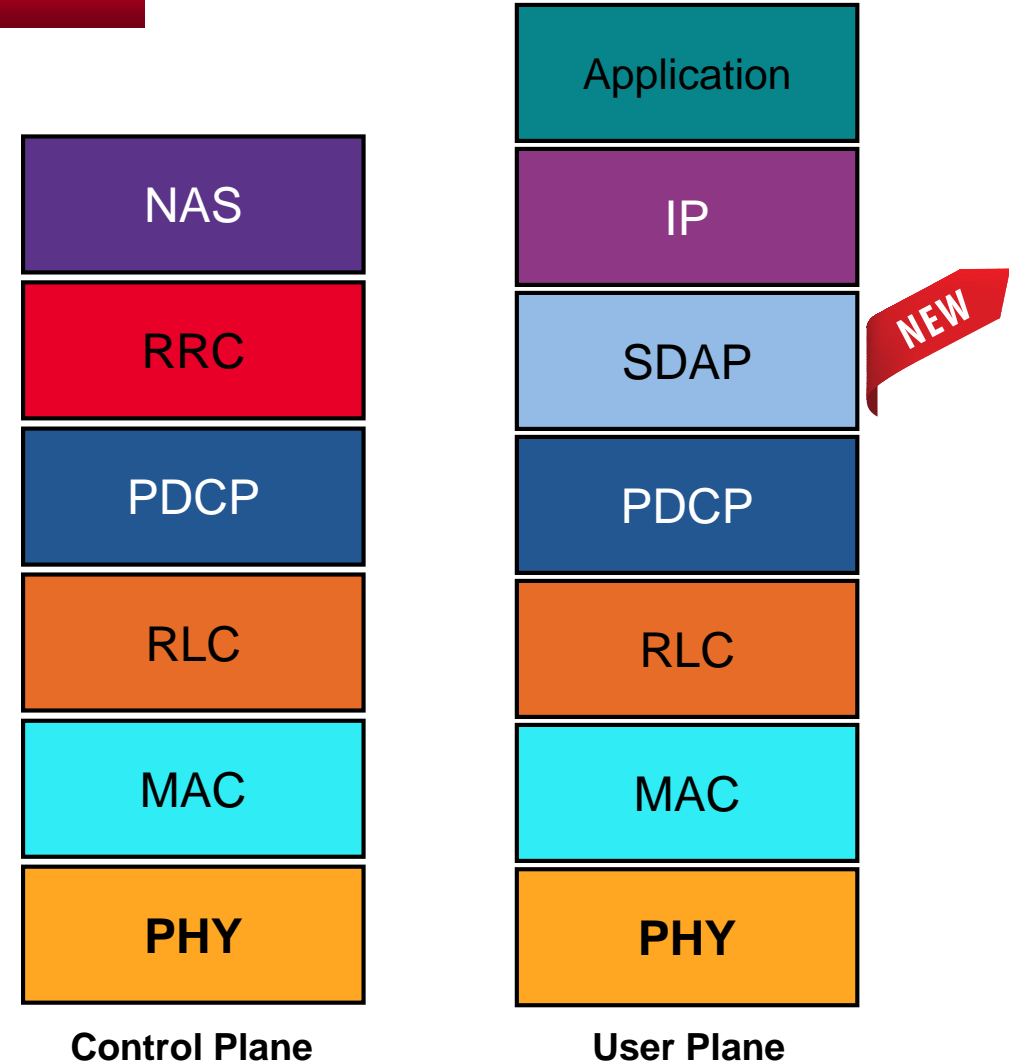 NAS
RRC
PDCP
RLC
MAC
PHY
Control Plane
Application
IP
SDAP
NEW
PDCP
RLC
MAC
PHY
User Plane